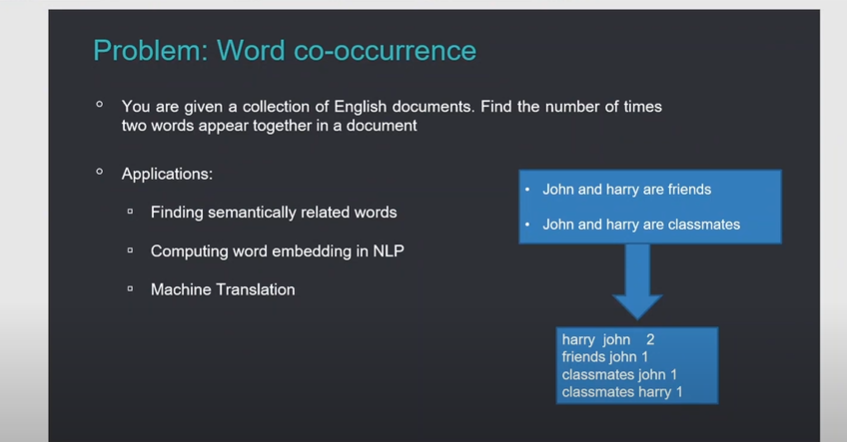 Problem: Word co-occurrence
You are given a collection of English documents. Find the number of times
two words appear together in a document
Applications:
Finding semantically related words
Computing word embedding in NLP
Machine Translation
John and harry are friends
John and harry are classmates
harry john 2
friends john 1
classmates john 1
classmates harry 1